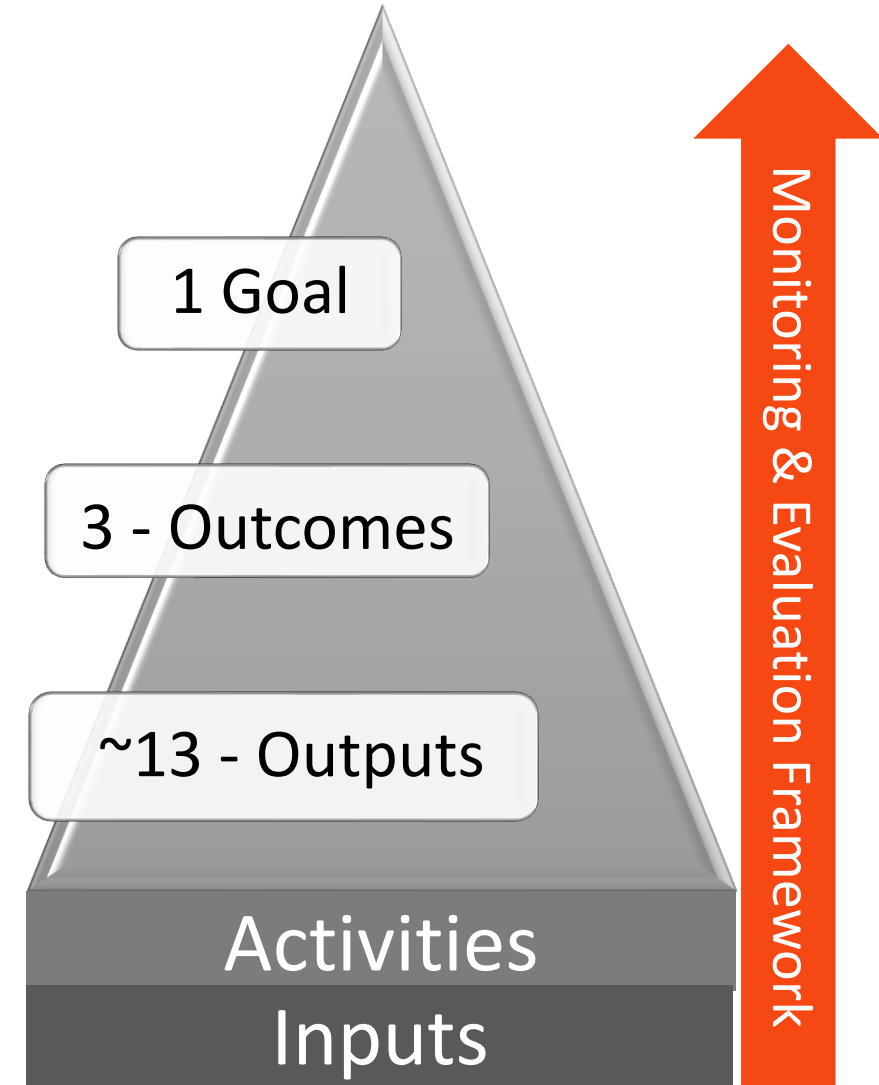 1 Goal
3 - Outcomes
~13 - Outputs
Activities
Inputs
Monitoring & Evaluation Framework